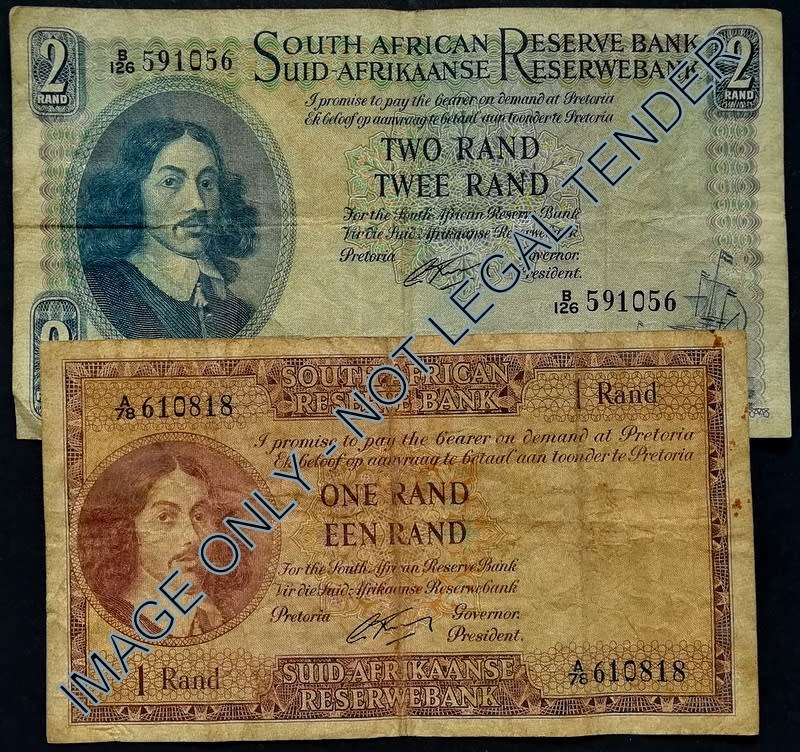 2
RAND
B/126 591056
SOUTH AFRICAN RESERVE BANK
SUID-AFRIKAANSE RESERWEBANK
2
RAND
I promise to pay the bearer on demand at Pretoria
Ek beloof op aanvraag te betaal aan toonder te Pretoria
TWO RAND
TWEE RAND
For the South African Reserve Bank
Vir die Suid-Afrikaanse Reserwebank
Pretoria Governor.
President.
B/126 591056
SOUTH AFRICAN
RESERVE BANK
A/78 610818
1 Rand
I promise to pay the bearer on demand at Pretoria
Ek beloof op aanvraag te betaal aan toonder te Pretoria
ONE RAND
EEN RAND
For the South African Reserve Bank
Vir die Suid-Afrikaanse Reserwebank
Pretoria Governor.
President.
1 Rand
SUID-AFRIKAANSE
RESERWEBANK
A/78 610818
IMAGE ONLY - NOT LEGAL TENDER